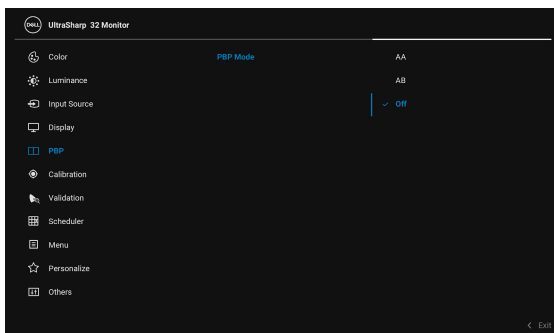 DELL UltraSharp 32 Monitor
Color PBP Mode AA
Luminance AB
Input Source Off
Display
PBP
Calibration
Validation
Scheduler
Menu
Personalize
Others
Exit